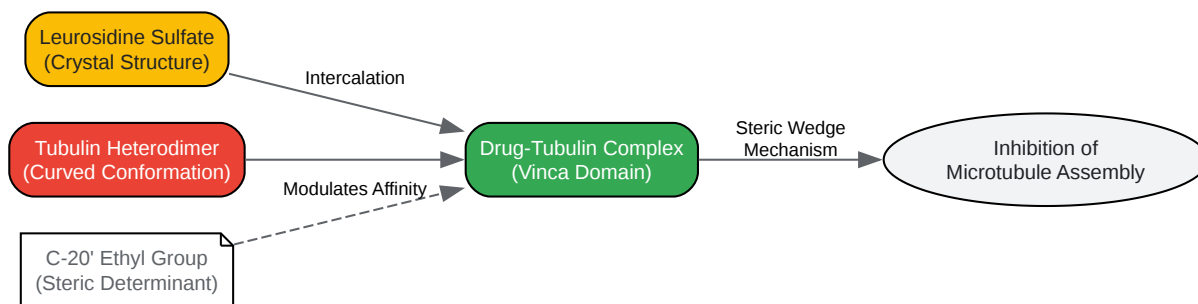 Leurosidine Sulfate
(Crystal Structure)
Intercalation
Tubulin Heterodimer
(Curved Conformation)
Drug-Tubulin Complex
(Vinca Domain)
Steric Wedge
Mechanism
Inhibition of
Microtubule Assembly
Modulates Affinity
C-20' Ethyl Group
(Steric Determinant)